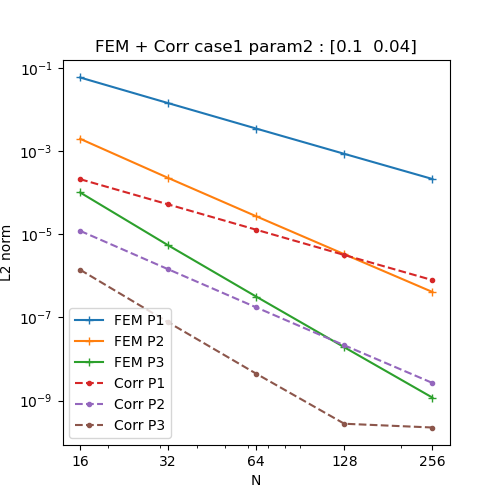 FEM + Corr case1 param2 : [0.1  0.04]
10⁻¹
10⁻³
10⁻⁵
10⁻⁷
10⁻⁹
L2 norm
FEM P1
FEM P2
FEM P3
Corr P1
Corr P2
Corr P3
16 32 64 128 256
N